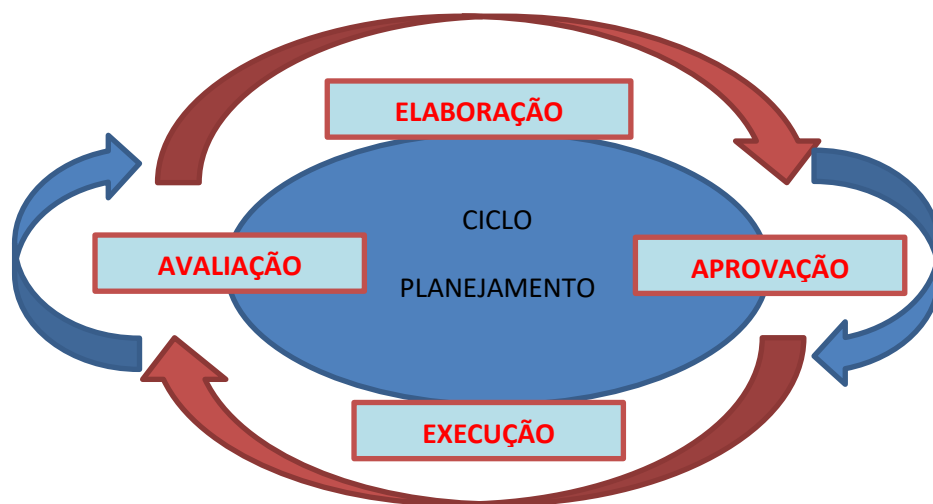 ELABORAÇÃO
CICLO
AVALIAÇÃO
APROVAÇÃO
PLANEJAMENTO
EXECUÇÃO